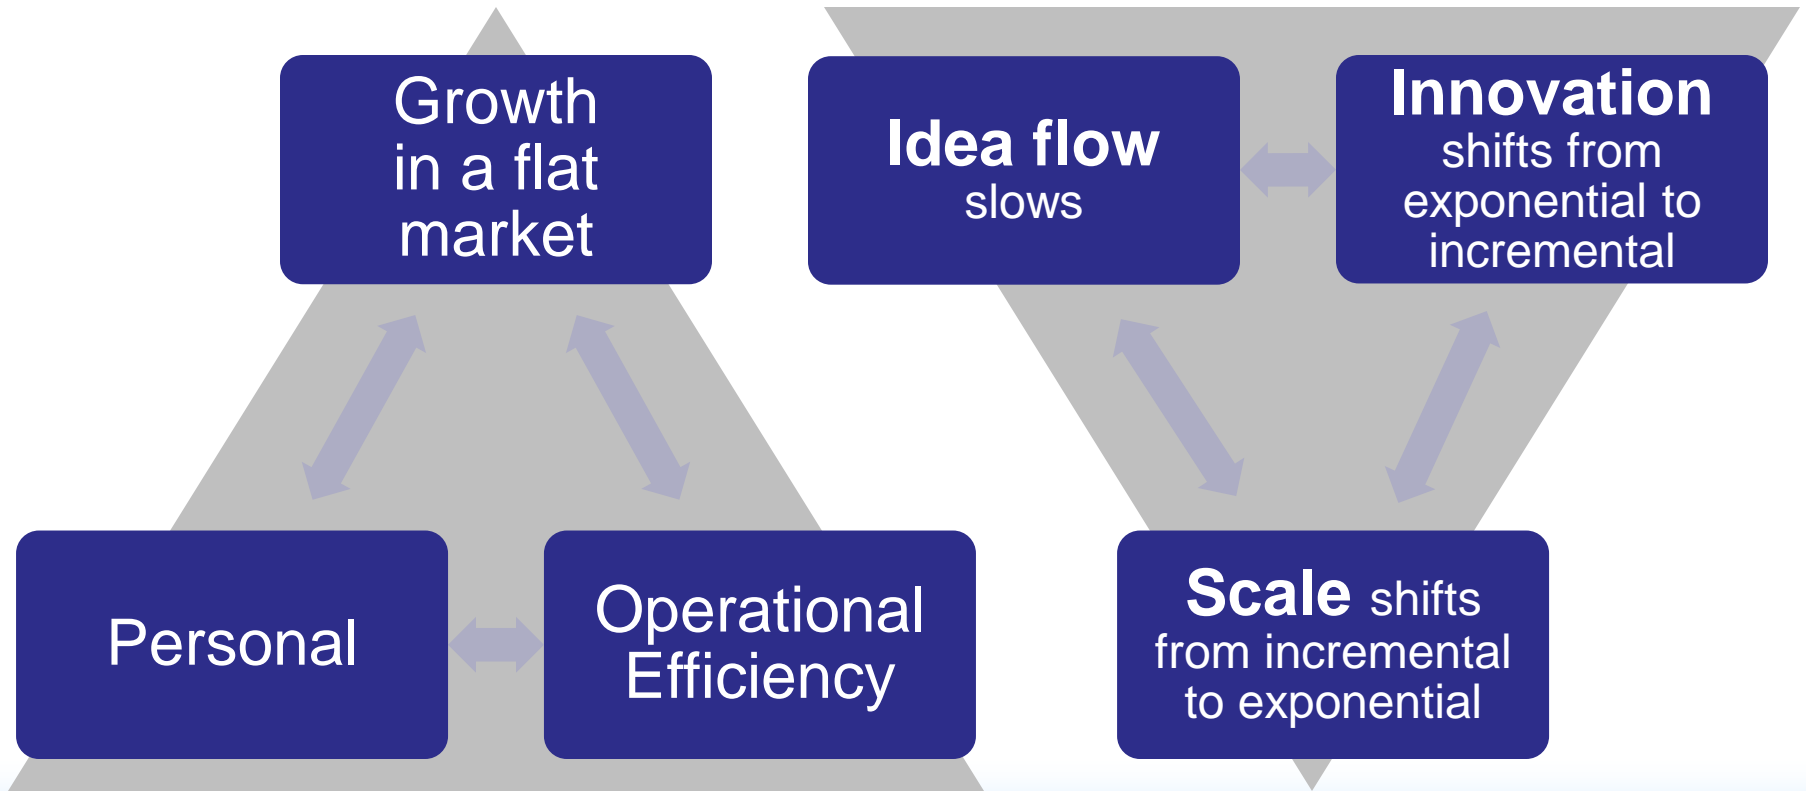 Growth
in a flat
market
Personal
Operational
Efficiency
Idea flow
slows
Innovation
shifts from
exponential to
incremental
Scale shifts
from incremental
to exponential